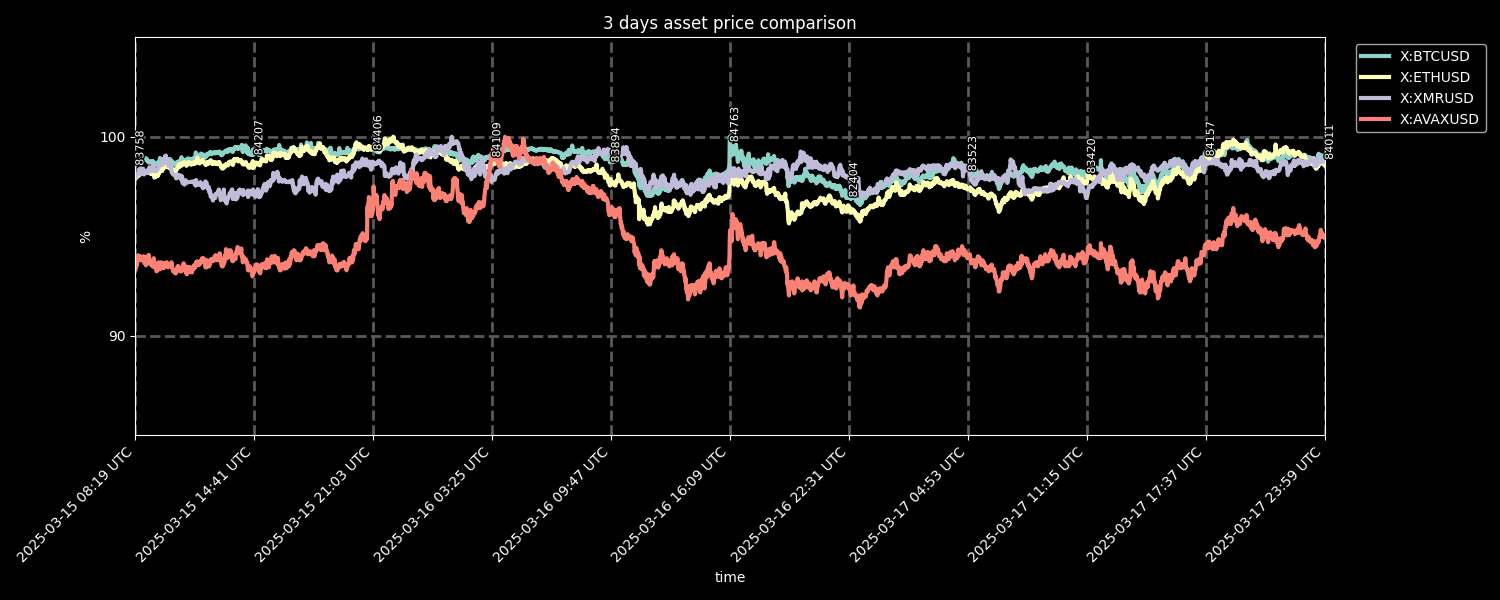 3 days asset price comparison
X:BTCUSD
X:ETHUSD
X:XMRUSD
X:AVAXUSD
%
100
90
83758
84207
84406
84109
83894
84763
82404
83523
83420
84157
84011
2025-03-15 08:19 UTC
2025-03-15 14:41 UTC
2025-03-15 21:03 UTC
2025-03-16 03:25 UTC
2025-03-16 09:47 UTC
2025-03-16 16:09 UTC
2025-03-16 22:31 UTC
2025-03-17 04:53 UTC
2025-03-17 11:15 UTC
2025-03-17 17:37 UTC
2025-03-17 23:59 UTC
time